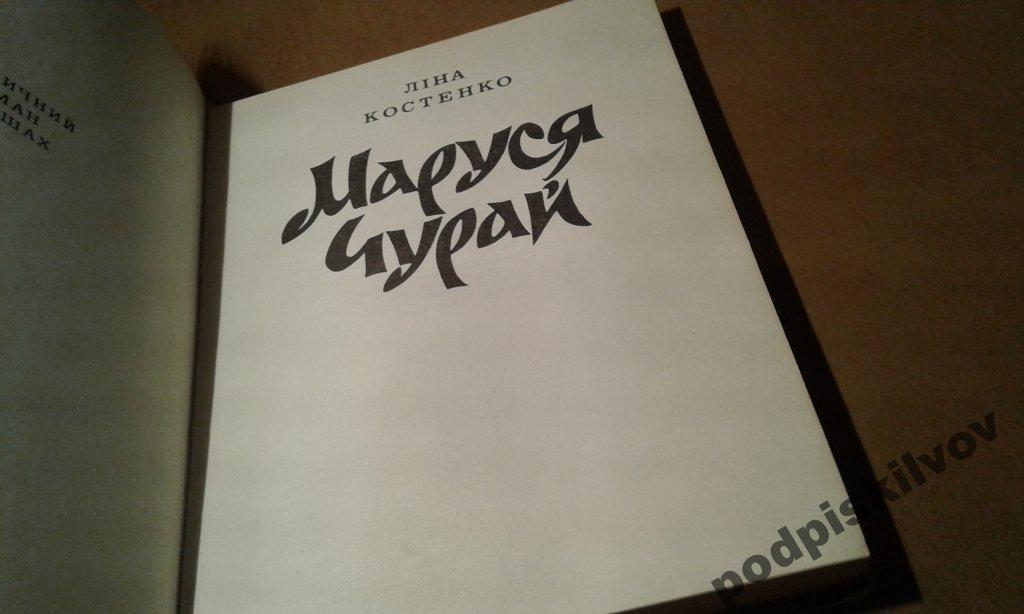 ИЧНИЙ
МАН
ШАХ
ЛІНА
КОСТЕНКО
Маруся
Чурай
podpiskilvov